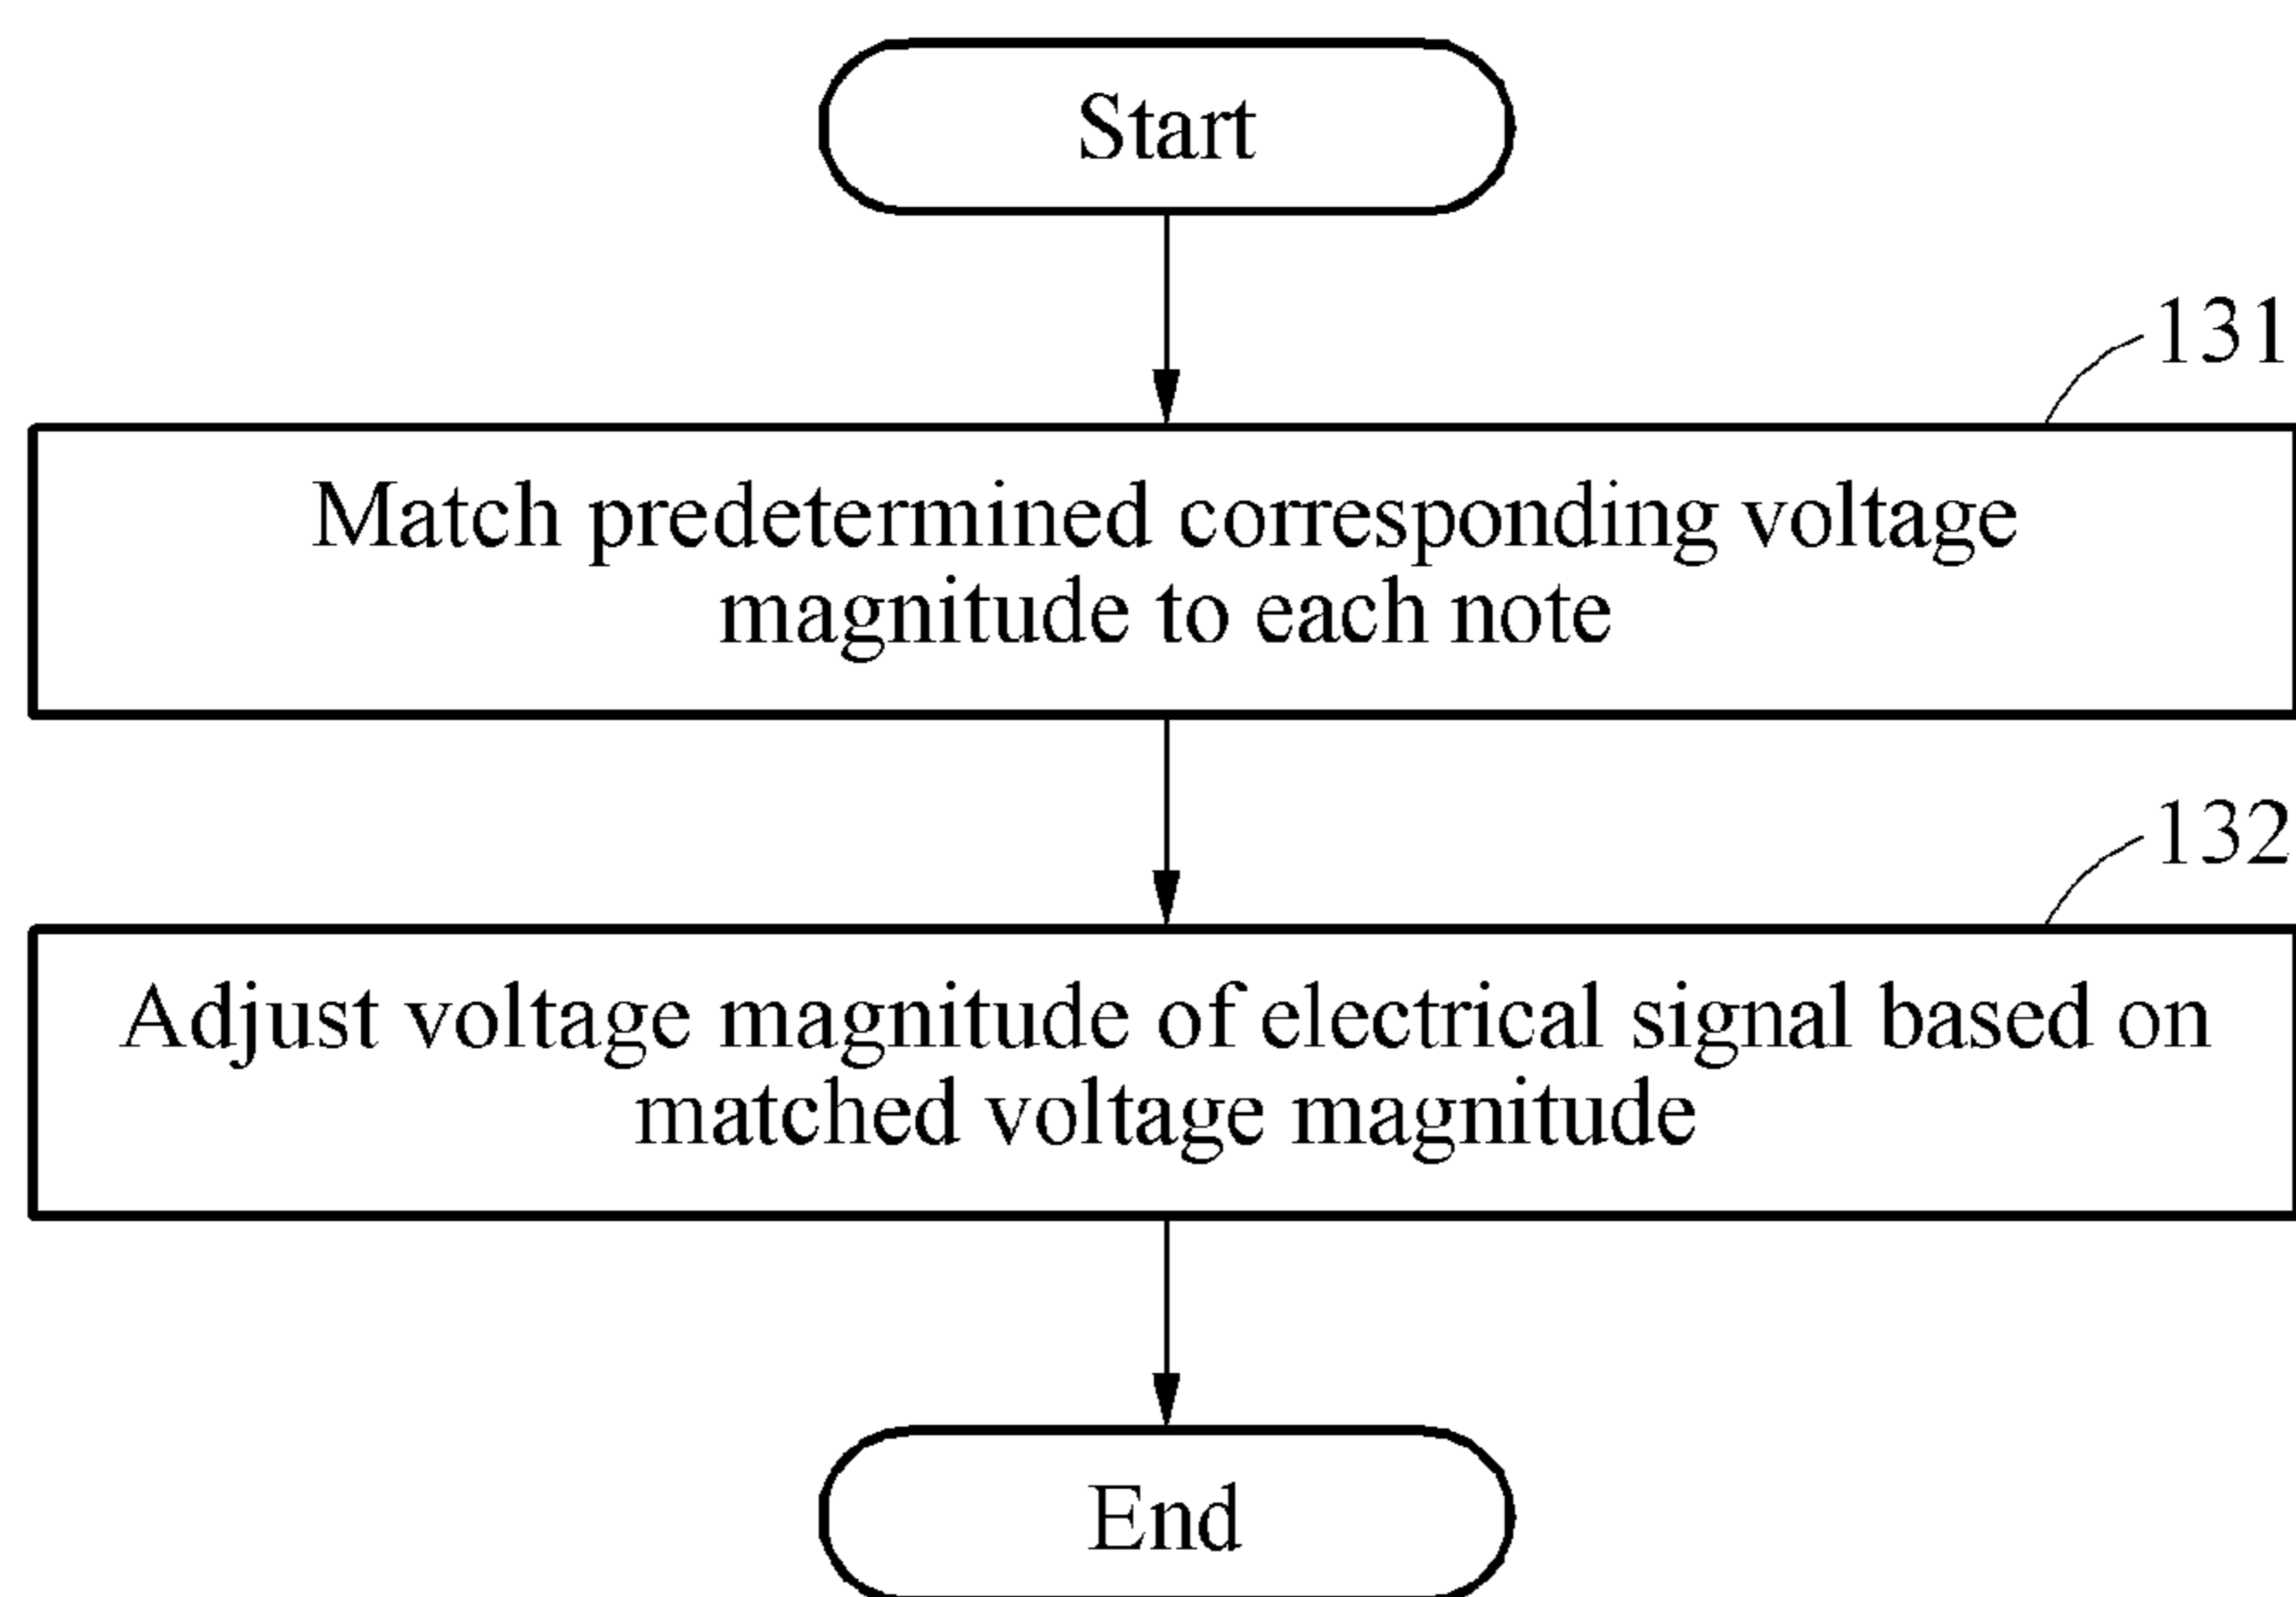 Start
131
Match predetermined corresponding voltage
magnitude to each note
132
Adjust voltage magnitude of electrical signal based on
matched voltage magnitude
End